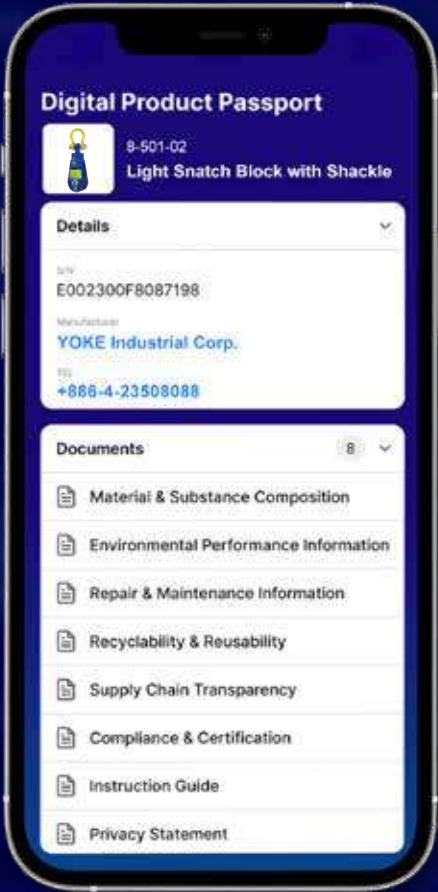 Digital Product Passport
8-501-02
Light Snatch Block with Shackle
Details
S/N
E002300F8087198
Manufacturer
YOKE Industrial Corp.
TEL
+886-4-23508088
Documents 8
Material & Substance Composition
Environmental Performance Information
Repair & Maintenance Information
Recyclability & Reusability
Supply Chain Transparency
Compliance & Certification
Instruction Guide
Privacy Statement